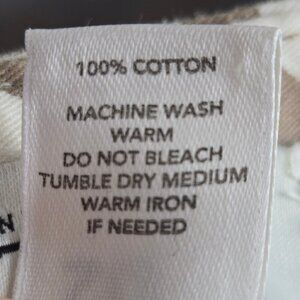 100% COTTON
MACHINE WASH
WARM
DO NOT BLEACH
TUMBLE DRY MEDIUM
WARM IRON
IF NEEDED